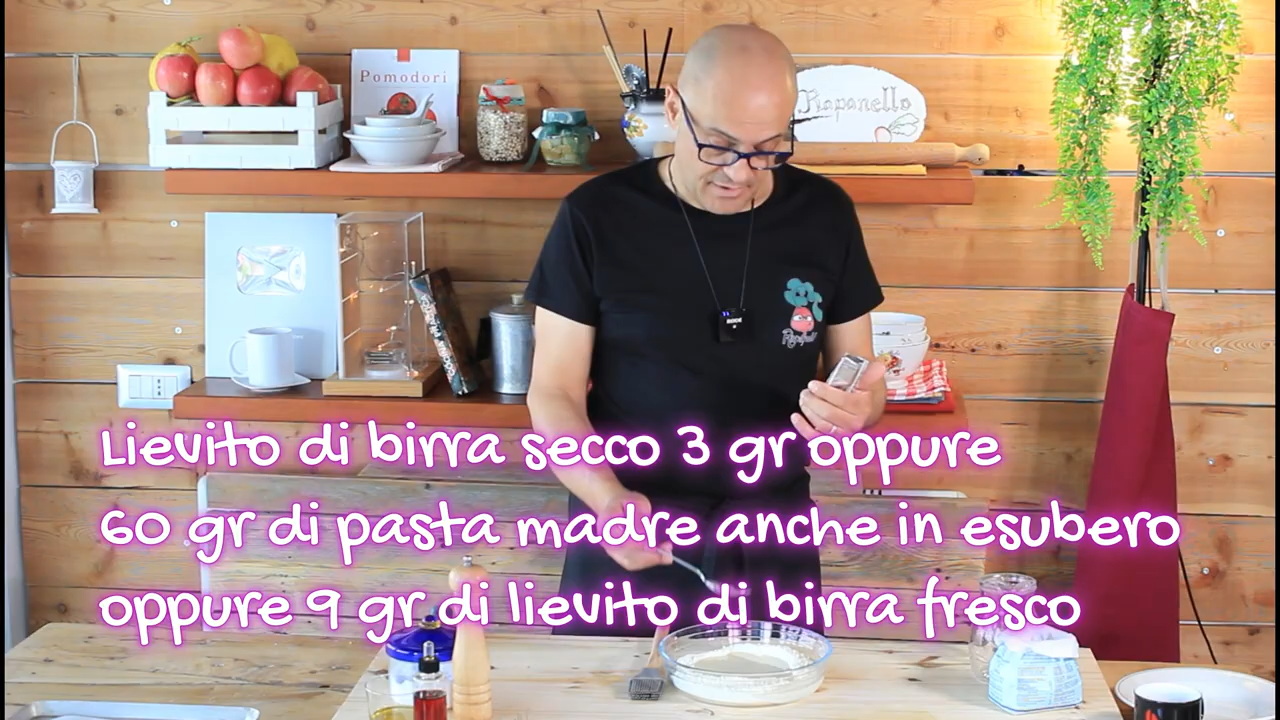 Pomodori
Rapanello
RODE
Lievito di birra secco 3 gr oppure
60 gr di pasta madre anche in esubero
oppure 9 gr di lievito di birra fresco